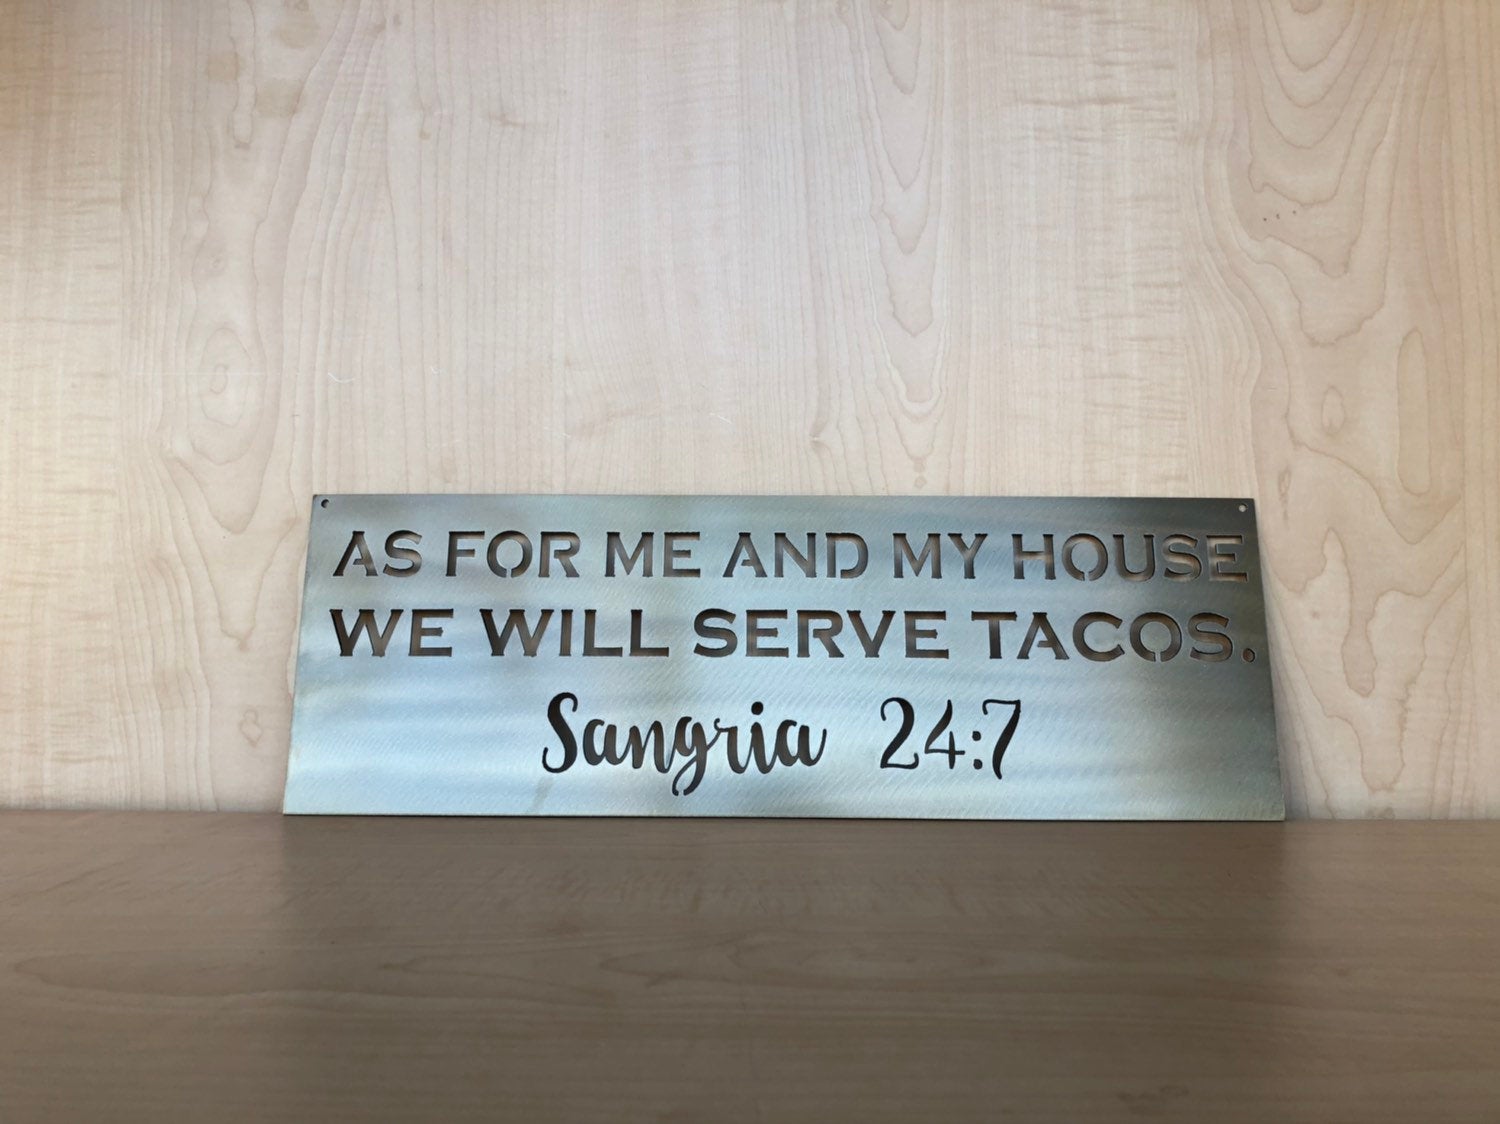 AS FOR ME AND MY HOUSE
WE WILL SERVE TACOS.
Sangria 24:7